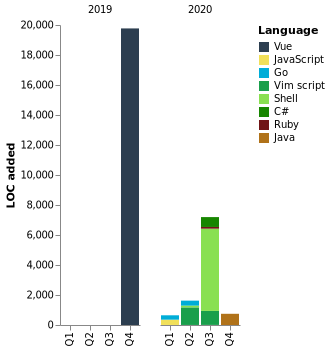 2019 2020
Language
Vue
JavaScript
Go
Vim script
Shell
C#
Ruby
Java
LOC added
20,000
18,000
16,000
14,000
12,000
10,000
8,000
6,000
4,000
2,000
0
Q1 Q2 Q3 Q4 Q1 Q2 Q3 Q4